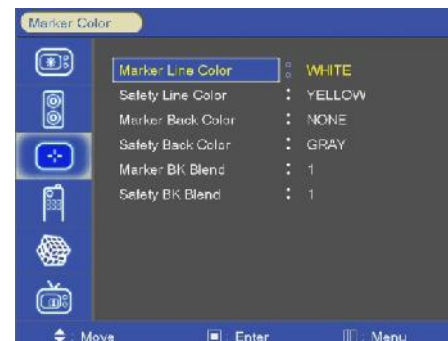 Marker Color
Marker Line Color : WHITE
Safety Line Color : YELLOW
Marker Back Color : NONE
Safety Back Color : GRAY
Marker BK Blend : 1
Safety BK Blend : 1
: Move : Enter : Menu